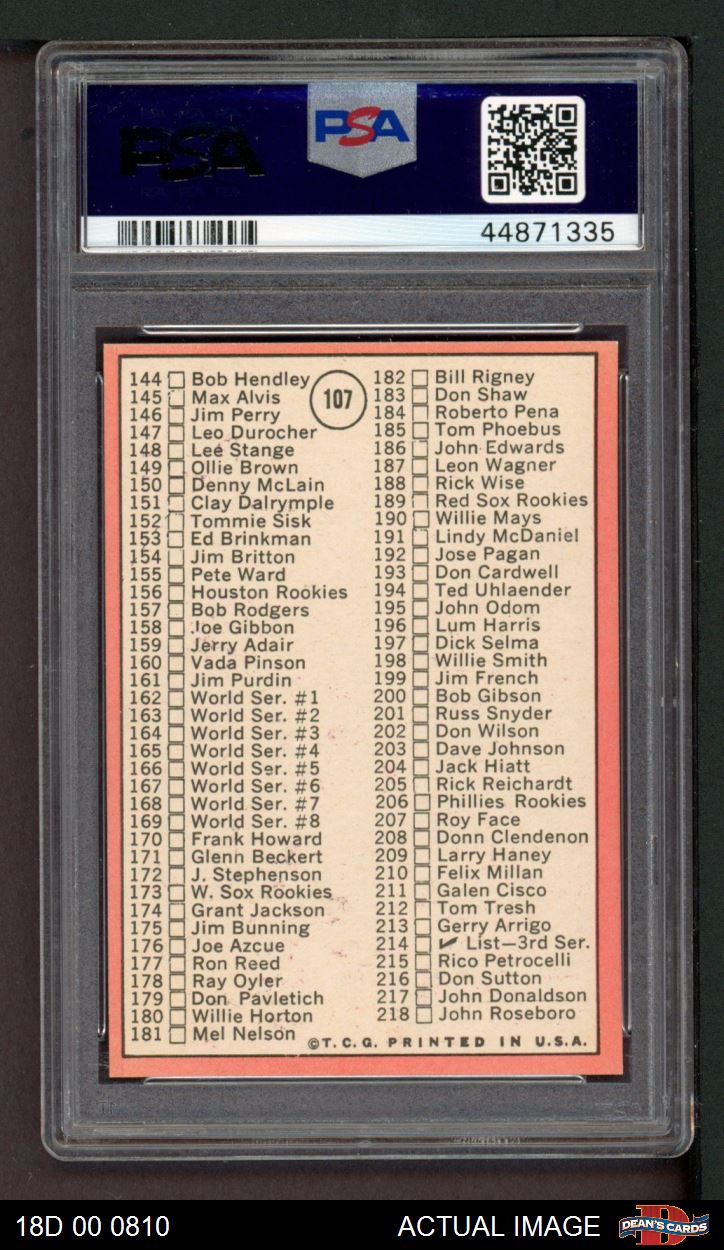 PSA
PSA
44871335
107
144 Bob Hendley
145 Max Alvis
146 Jim Perry
147 Leo Durocher
148 Lee Stange
149 Ollie Brown
150 Denny McLain
151 Clay Dalrymple
152 Tommie Sisk
153 Ed Brinkman
154 Jim Britton
155 Pete Ward
156 Houston Rookies
157 Bob Rodgers
158 Joe Gibbon
159 Jerry Adair
160 Vada Pinson
161 Jim Purdin
162 World Ser. #1
163 World Ser. #2
164 World Ser. #3
165 World Ser. #4
166 World Ser. #5
167 World Ser. #6
168 World Ser. #7
169 World Ser. #8
170 Frank Howard
171 Glenn Beckert
172 J. Stephenson
173 W. Sox Rookies
174 Grant Jackson
175 Jim Bunning
176 Joe Azcue
177 Ron Reed
178 Ray Oyler
179 Don Pavletich
180 Willie Horton
181 Mel Nelson
182 Bill Rigney
183 Don Shaw
184 Roberto Pena
185 Tom Phoebus
186 John Edwards
187 Leon Wagner
188 Rick Wise
189 Red Sox Rookies
190 Willie Mays
191 Lindy McDaniel
192 Jose Pagan
193 Don Cardwell
194 Ted Uhlaender
195 John Odom
196 Lum Harris
197 Dick Selma
198 Willie Smith
199 Jim French
200 Bob Gibson
201 Russ Snyder
202 Don Wilson
203 Dave Johnson
204 Jack Hiatt
205 Rick Reichardt
206 Phillies Rookies
207 Roy Face
208 Donn Clendenon
209 Larry Haney
210 Felix Millan
211 Galen Cisco
212 Tom Tresh
213 Gerry Arrigo
214 ✓ List—3rd Ser.
215 Rico Petrocelli
216 Don Sutton
217 John Donaldson
218 John Roseboro
©T.C.G. PRINTED IN U.S.A.
18D 00 0810
ACTUAL IMAGE
DEAN'S CARDS